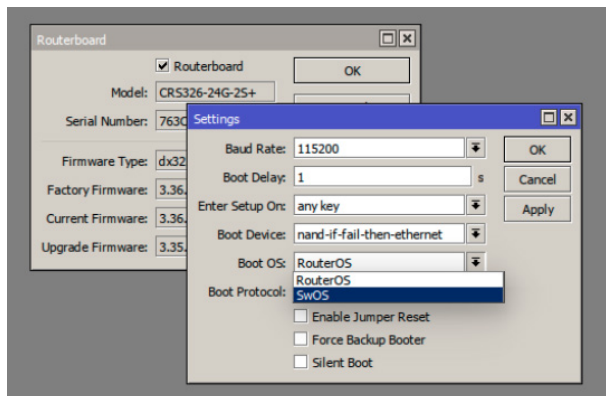 Routerboard
Routerboard
OK
Model: CRS326-24G-2S+
Serial Number: 763
Firmware Type: dx32
Factory Firmware: 3.36.
Current Firmware: 3.36.
Upgrade Firmware: 3.35.
Settings
Baud Rate: 115200
OK
Boot Delay: 1 s
Cancel
Enter Setup On: any key
Apply
Boot Device: nand-if-fail-then-ethernet
Boot OS: RouterOS
RouterOS
Boot Protocol: SwOS
Enable Jumper Reset
Force Backup Booter
Silent Boot